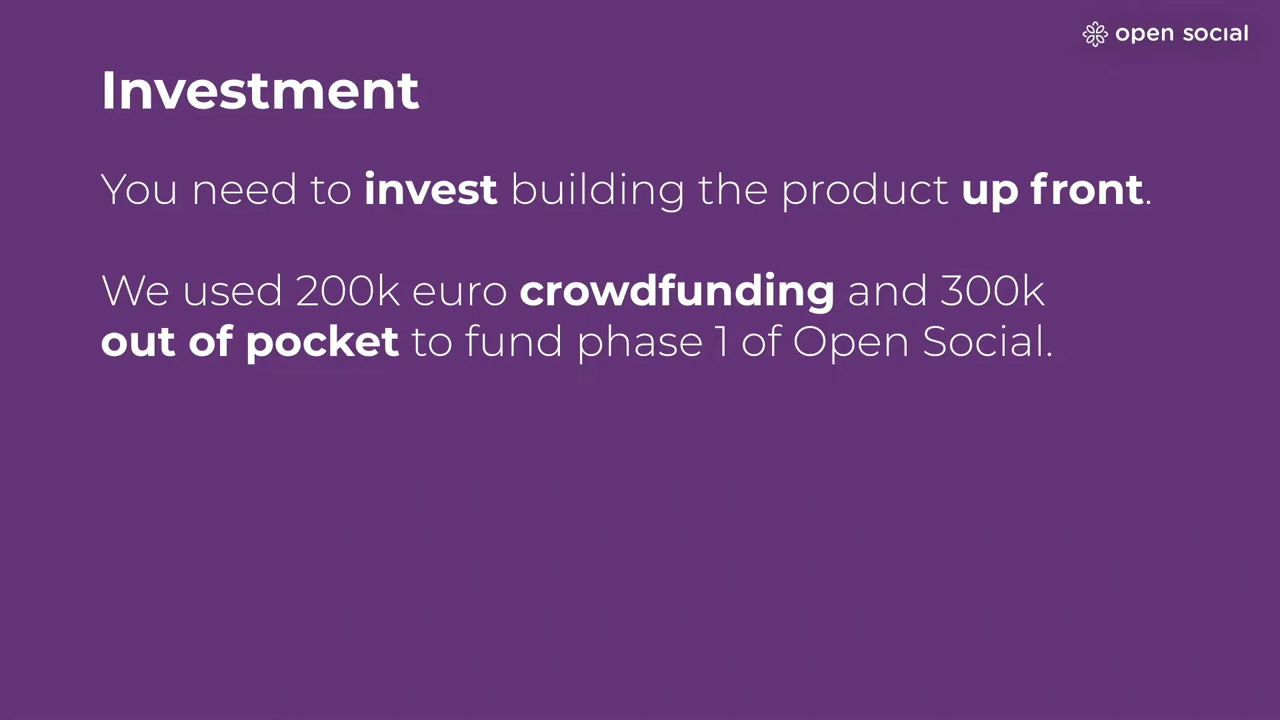 open social
Investment
You need to invest building the product up front.
We used 200k euro crowdfunding and 300k
out of pocket to fund phase 1 of Open Social.